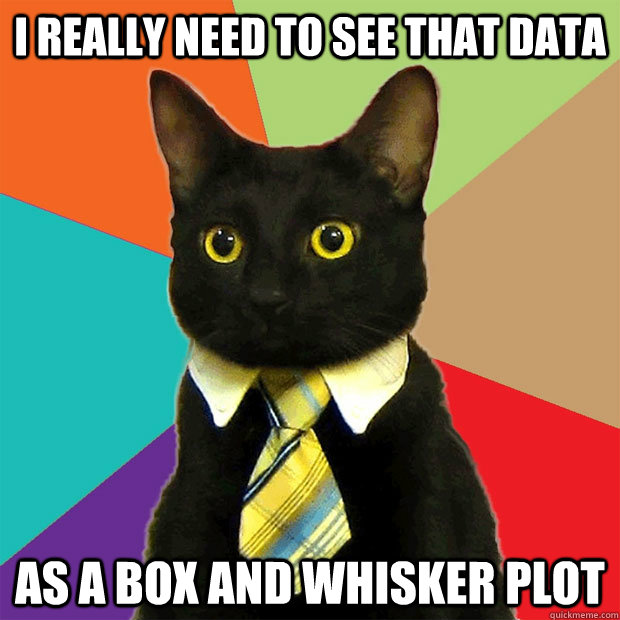 I REALLY NEED TO SEE THAT DATA
AS A BOX AND WHISKER PLOT
quickmeme.com